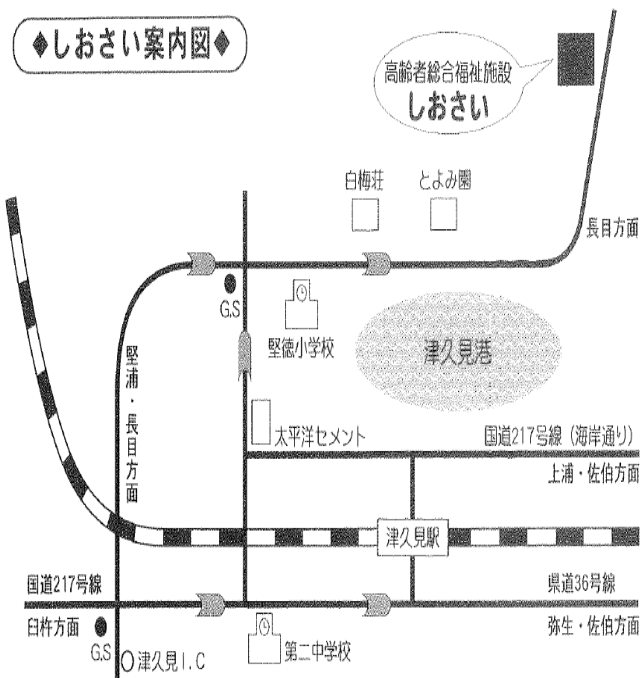 ◆しおさい案内図◆
高齢者総合福祉施設
しおさい
白梅荘
とよみ園
長目方面
G.S
堅徳小学校
津久見港
堅浦・長目方面
太平洋セメント
国道217号線（海岸通り）
上浦・佐伯方面
津久見駅
国道217号線
県道36号線
臼杵方面
弥生・佐伯方面
G.S
津久見I.C
第二中学校